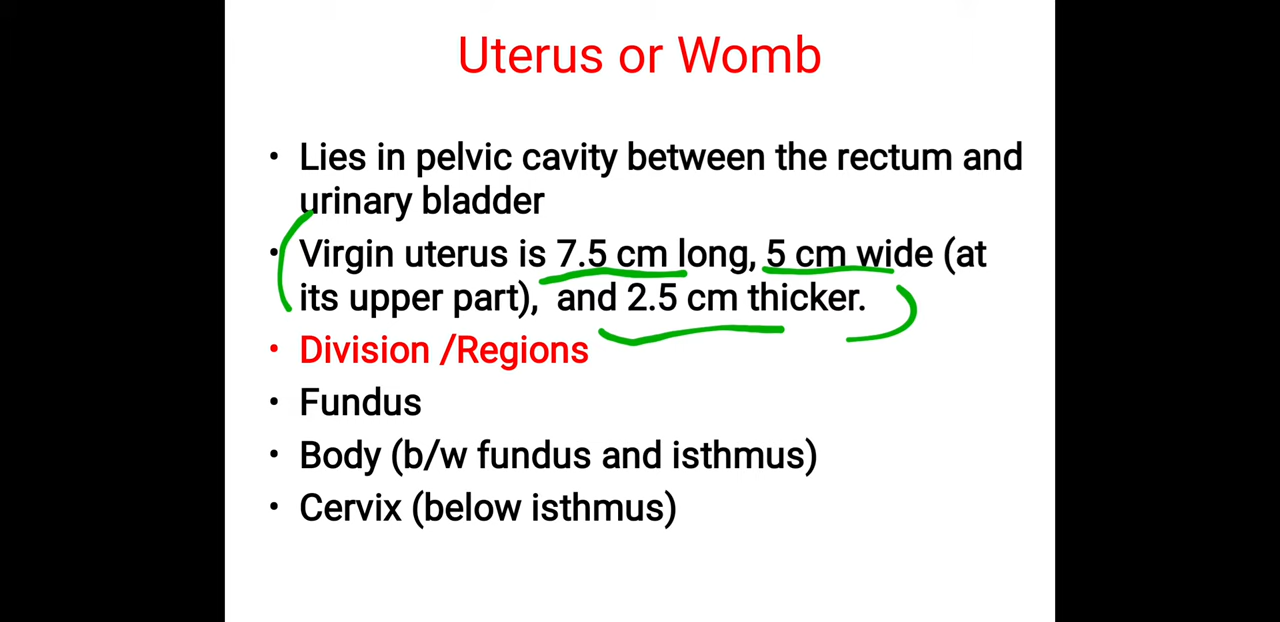 Uterus or Womb
• Lies in pelvic cavity between the rectum and
urinary bladder
• Virgin uterus is 7.5 cm long, 5 cm wide (at
its upper part), and 2.5 cm thicker.
• Division /Regions
• Fundus
• Body (b/w fundus and isthmus)
• Cervix (below isthmus)